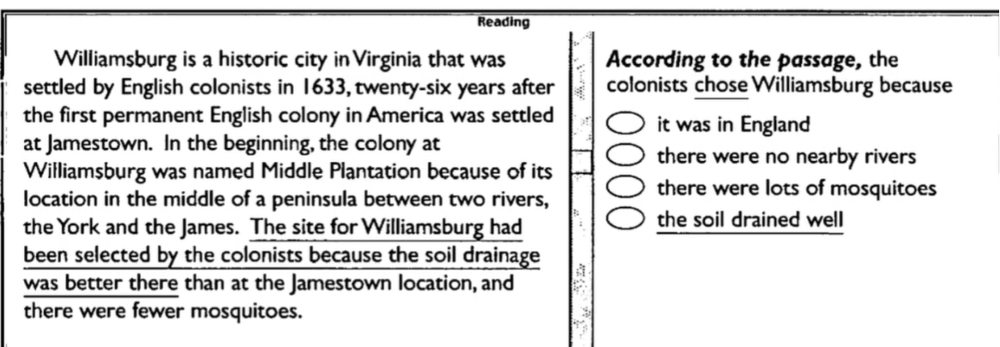 Reading
Williamsburg is a historic city in Virginia that was
settled by English colonists in 1633, twenty-six years after
the first permanent English colony in America was settled
at Jamestown. In the beginning, the colony at
Williamsburg was named Middle Plantation because of its
location in the middle of a peninsula between two rivers,
the York and the James. The site for Williamsburg had
been selected by the colonists because the soil drainage
was better there than at the Jamestown location, and
there were fewer mosquitoes.
According to the passage, the
colonists chose Williamsburg because
it was in England
there were no nearby rivers
there were lots of mosquitoes
the soil drained well